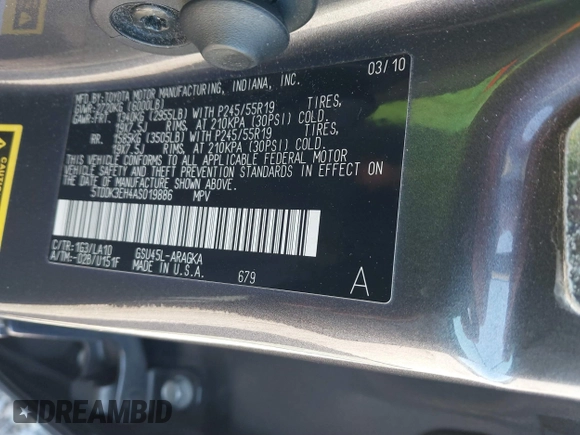 MFD. BY: TOYOTA MOTOR MANUFACTURING, INDIANA, INC. 03/10
GVWR: 2720KG (6000LB)
GAWR: FRT. 1340KG (2955LB) WITH P245/55R19 TIRES,
19X7.5J RIMS, AT 210KPA (30PSI) COLD.
RR. 1590KG (3505LB) WITH P245/55R19 TIRES,
19X7.5J RIMS, AT 210KPA (30PSI) COLD.
THIS VEHICLE CONFORMS TO ALL APPLICABLE FEDERAL MOTOR
VEHICLE SAFETY AND THEFT PREVENTION STANDARDS IN EFFECT ON
THE DATE OF MANUFACTURE SHOWN ABOVE.
5TDDK3EH4AS019886 MPV
C/TR: 1G3/LA10 GSU45L-ARAGKA
A/TM: -02B/U151F MADE IN U.S.A.
679
A
DREAMBID